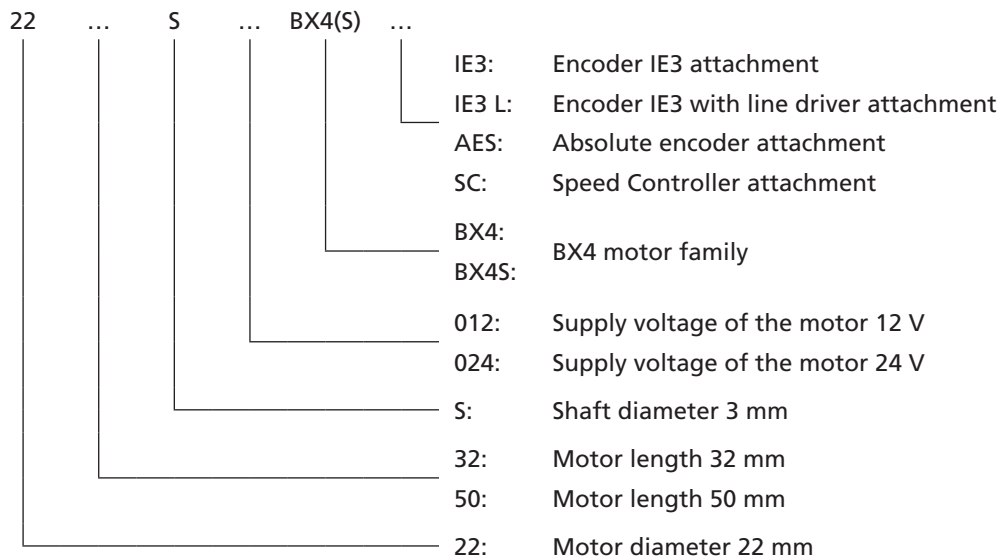 22 … S … BX4(S) …
IE3: Encoder IE3 attachment
IE3 L: Encoder IE3 with line driver attachment
AES: Absolute encoder attachment
SC: Speed Controller attachment
BX4:
BX4 motor family
BX4S:
012: Supply voltage of the motor 12 V
024: Supply voltage of the motor 24 V
S: Shaft diameter 3 mm
32: Motor length 32 mm
50: Motor length 50 mm
22: Motor diameter 22 mm